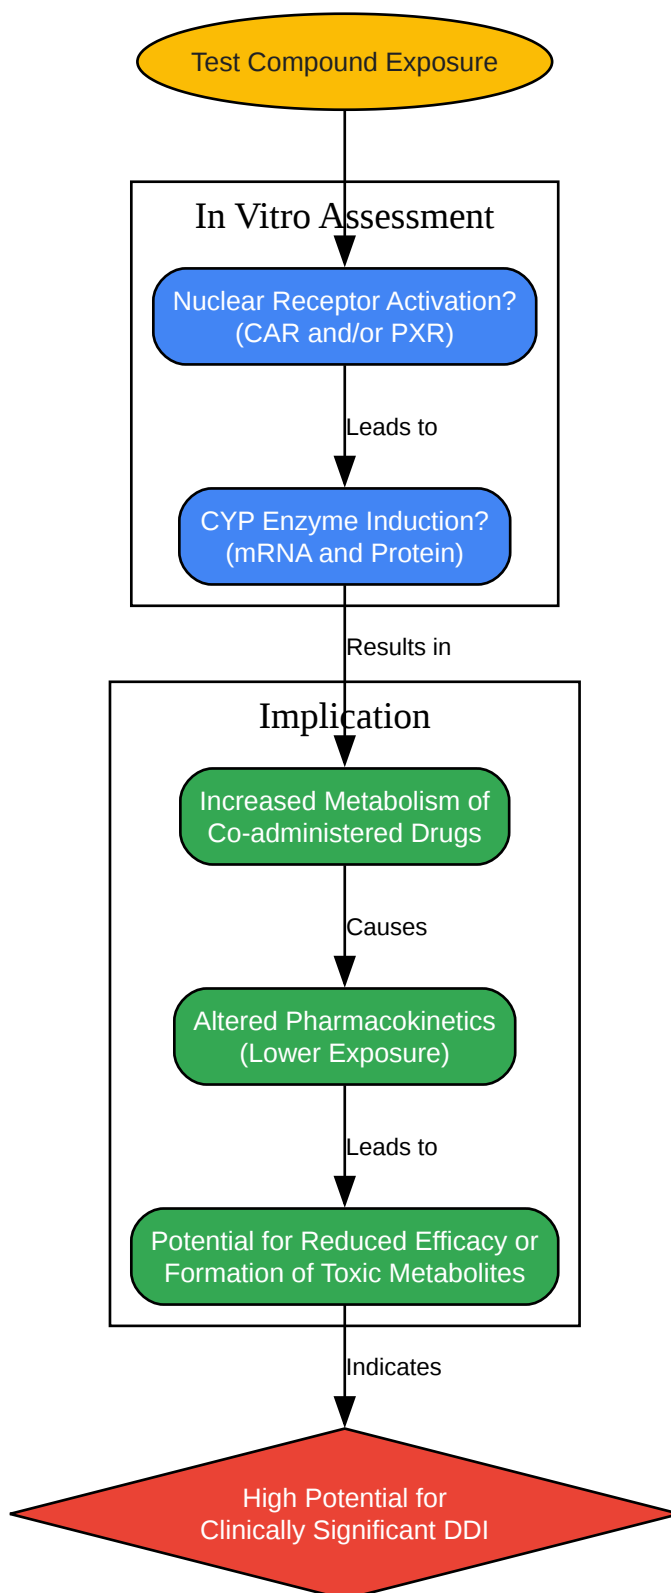 Test Compound Exposure
In Vitro Assessment
Nuclear Receptor Activation?
(CAR and/or PXR)
Leads to
CYP Enzyme Induction?
(mRNA and Protein)
Results in
Implication
Increased Metabolism of
Co-administered Drugs
Causes
Altered Pharmacokinetics
(Lower Exposure)
Leads to
Potential for Reduced Efficacy or
Formation of Toxic Metabolites
Indicates
High Potential for
Clinically Significant DDI